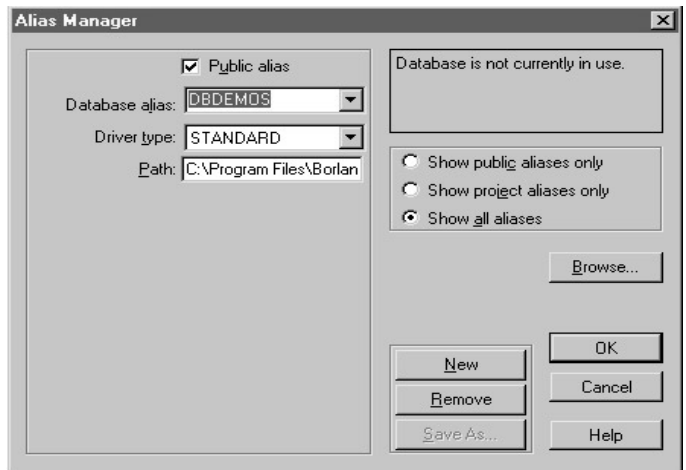 Alias Manager
Public alias
Database alias: DBDEMOS
Driver type: STANDARD
Path: C:\Program Files\Borlan
Database is not currently in use.
Show public aliases only
Show project aliases only
Show all aliases
Browse...
New
Remove
Save As...
OK
Cancel
Help